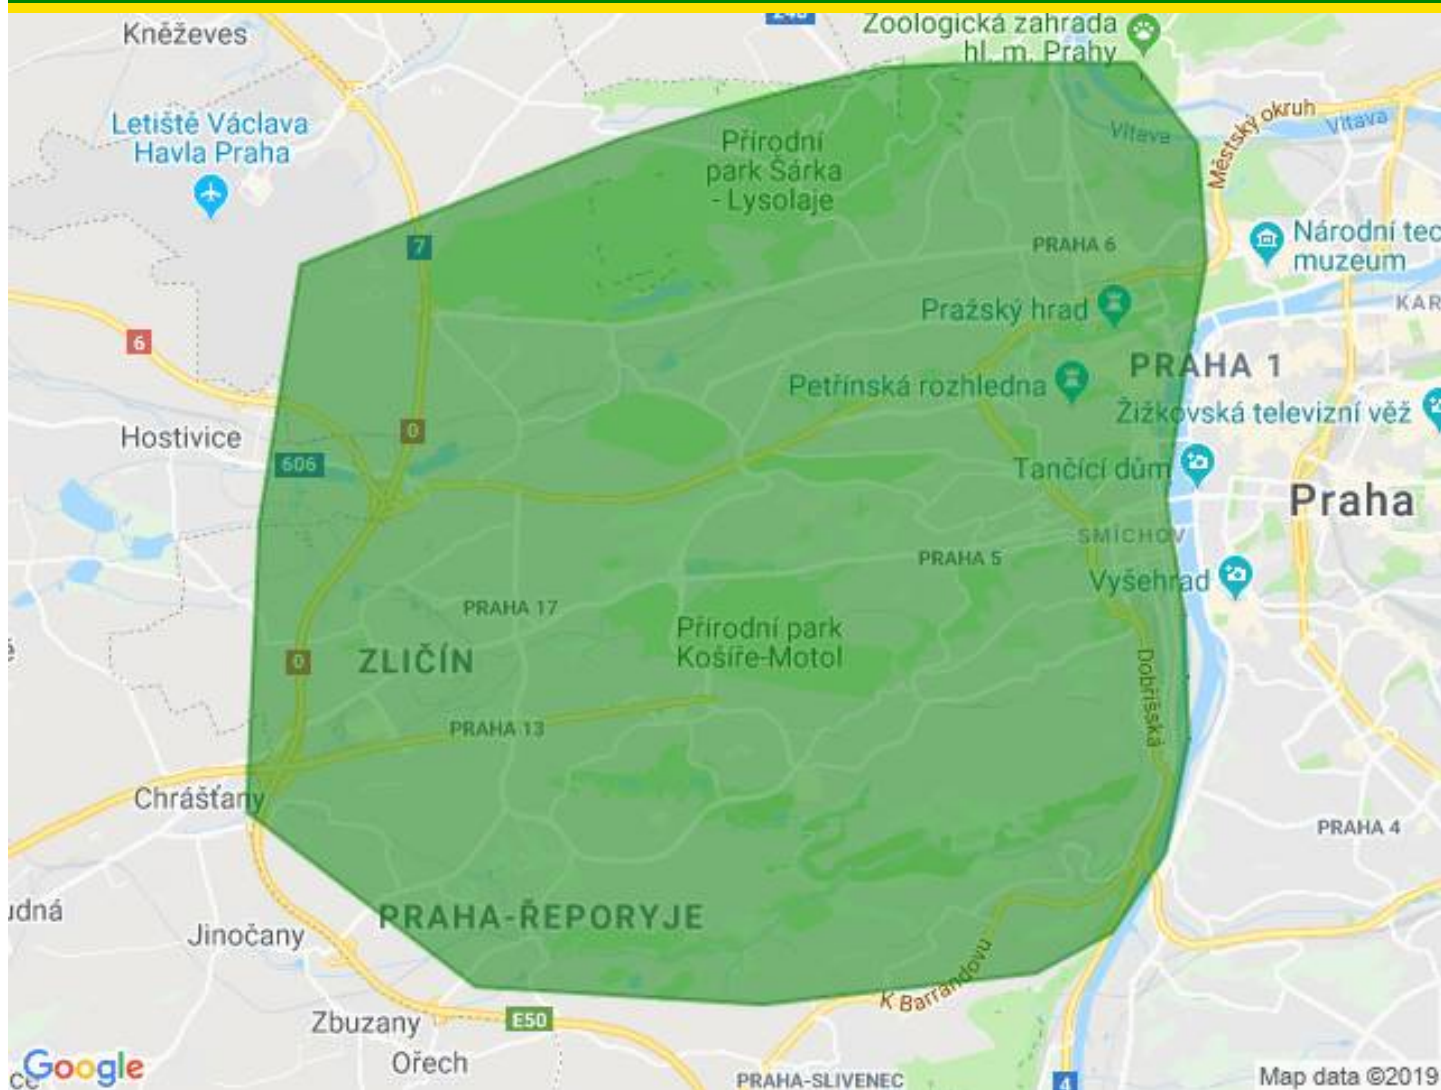 Kněževes
Zoologická zahrada
hl. m. Prahy
Letiště Václava
Havla Praha
Přírodní
park Šárka
- Lysolaje
Vltava
Městský okruh
Vltava
7
PRAHA 6
Národní tec
muzeum
6
Pražský hrad
KAR
PRAHA 1
Petřínská rozhledna
Žižkovská televizní věž
Hostivice
0
606
Tančící dům
Praha
SMÍCHOV
PRAHA 5
Vyšehrad
PRAHA 17
Přírodní park
Košíře-Motol
0
ZLIČÍN
Dobříšská
PRAHA 13
Chrášťany
PRAHA 4
udná
PRAHA-ŘEPORYJE
Jinočany
K Barrandovu
Zbuzany
E50
Ořech
Google
PRAHA-SLIVENEC
4
Map data ©2019